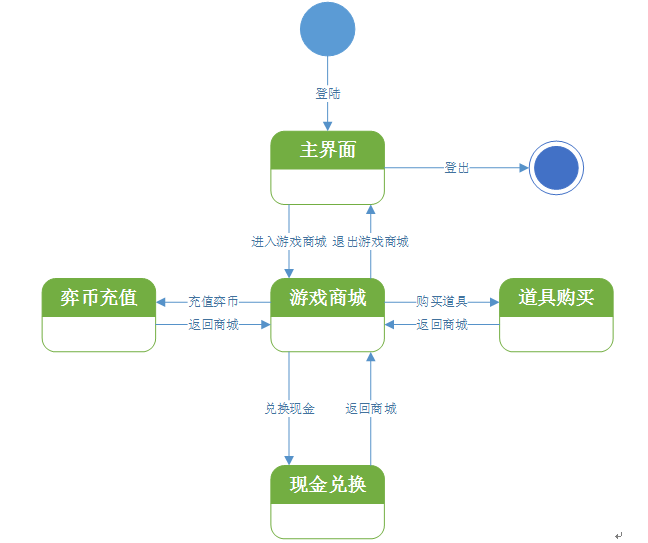 登陆
主界面
登出
进入游戏商城
退出游戏商城
弈币充值
充值弈币
返回商城
游戏商城
购买道具
返回商城
道具购买
兑换现金
返回商城
现金兑换